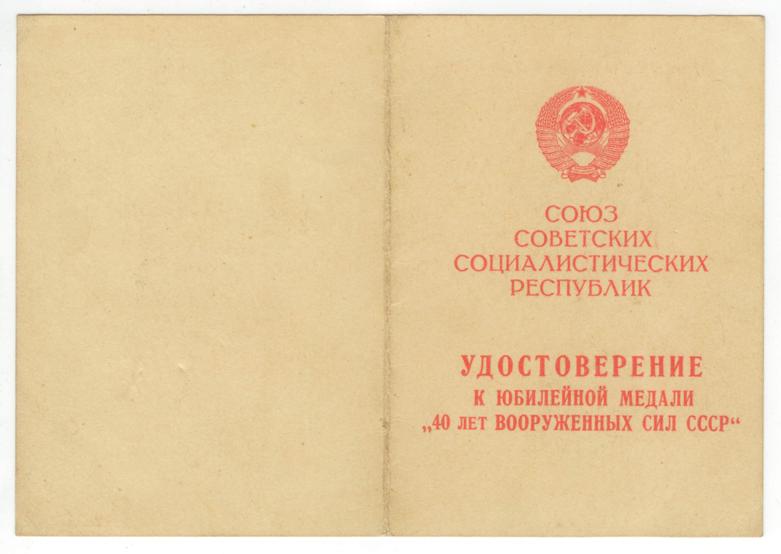 СОЮЗ
СОВЕТСКИХ
СОЦИАЛИСТИЧЕСКИХ
РЕСПУБЛИК
УДОСТОВЕРЕНИЕ
К ЮБИЛЕЙНОЙ МЕДАЛИ
„40 ЛЕТ ВООРУЖЕННЫХ СИЛ СССР“